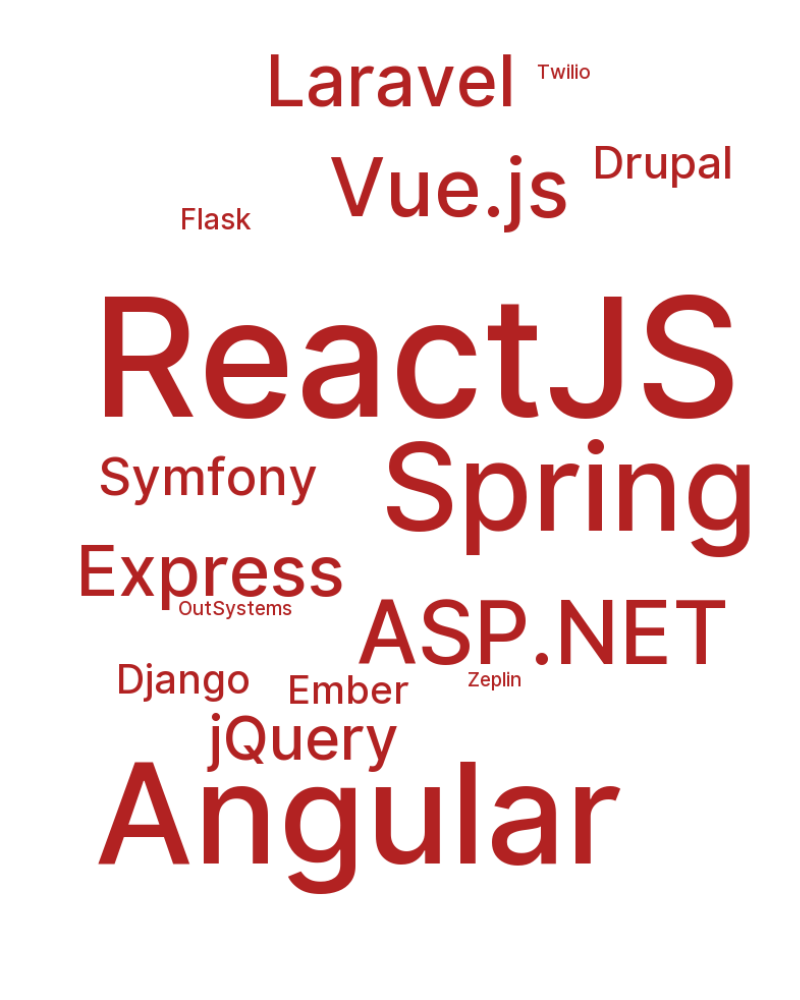 Laravel
Twilio
Drupal
Vue.js
Flask
ReactJS
Symfony
Spring
Express
OutSystems
ASP.NET
Django
Ember
Zeplin
jQuery
Angular